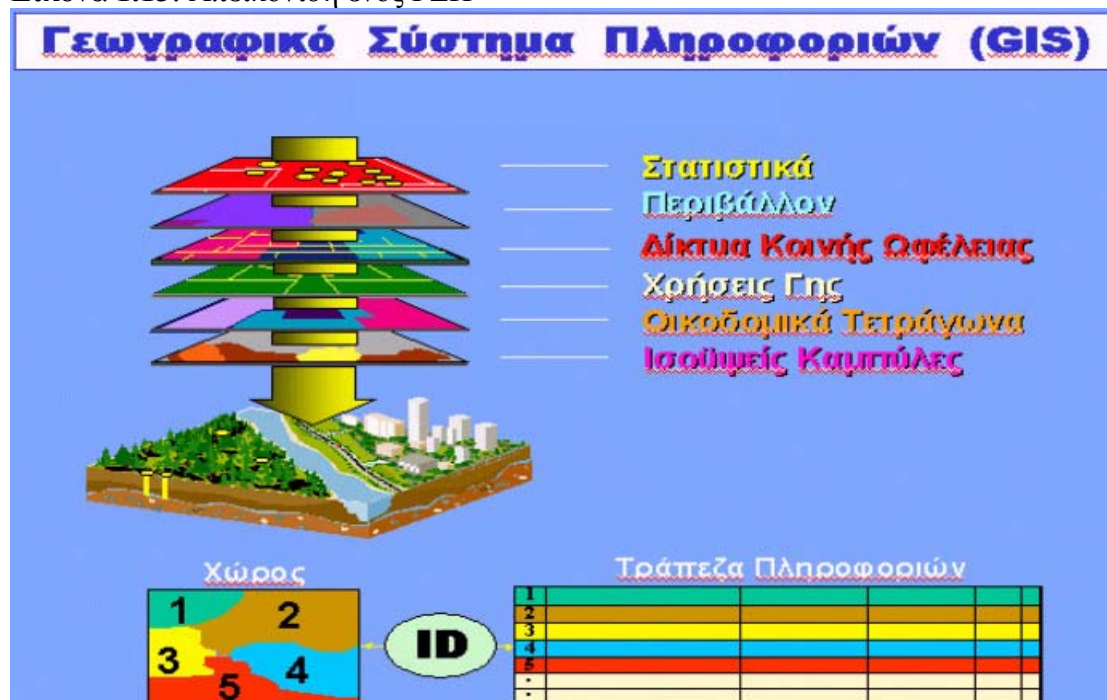 Γεωγραφικό Σύστημα Πληροφοριών (GIS)
Στατιστικά
Περιβάλλον
Δίκτυα Κοινής Ωφέλειας
Χρήσεις Γης
Οικοδομικά Τετράγωνα
Ισοϋψείς Καμπύλες
Χώρος
Τράπεζα Πληροφοριών
1 2
3 4
5
ID
1
2
3
4
5